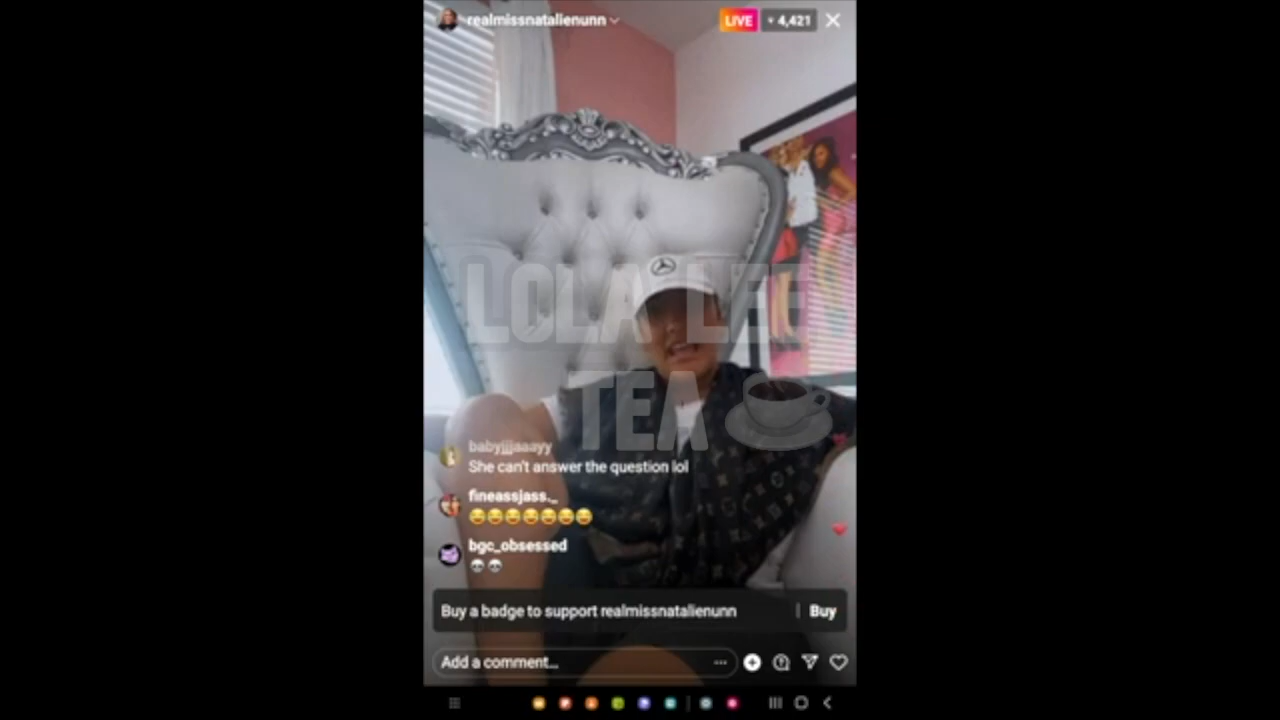 realmissnatalienunn
LIVE
4,421
LOLA LEE
TEA
babyjjjaaayy
She can't answer the question lol
fineassjass._
😂😂😂😂😂😂😂
bgc_obsessed
💀💀
Buy a badge to support realmissnatalienunn | Buy
Add a comment...